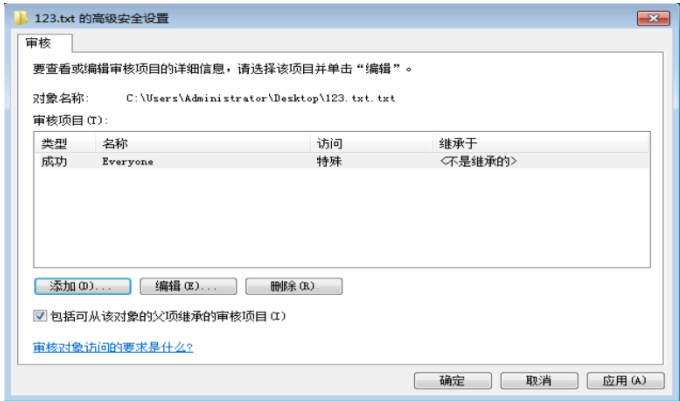 123.txt 的高级安全设置
审核
要查看或编辑审核项目的详细信息，请选择该项目并单击“编辑”。
对象名称: C:\Users\Administrator\Desktop\123.txt.txt
审核项目(T):
类型 名称 访问 继承于
成功 Everyone 特殊 <不是继承的>
添加(D)... 编辑(E)... 删除(R)
包括可从该对象的父项继承的审核项目(I)
审核对象访问的要求是什么?
确定 取消 应用(A)